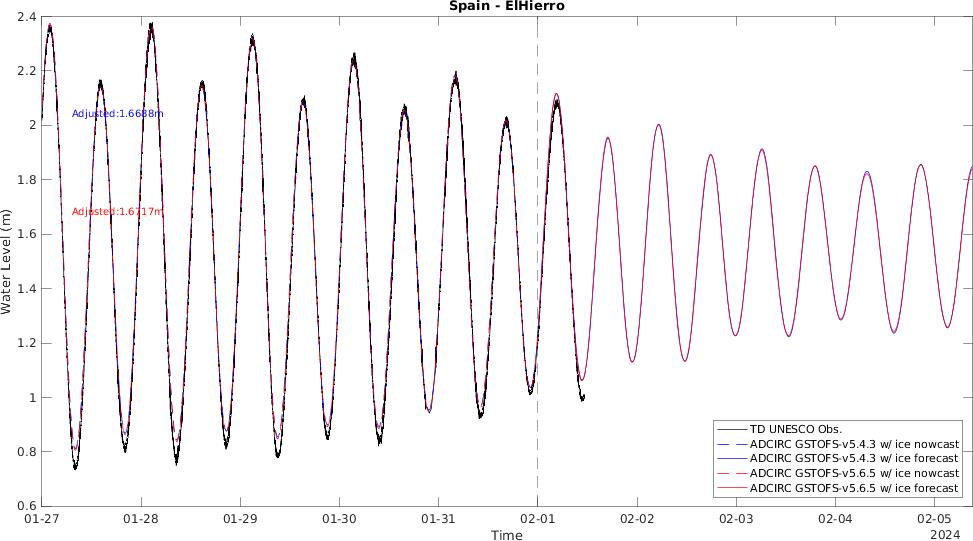 Spain - ElHierro
2.4
2.2
2
1.8
1.6
1.4
1.2
1
0.8
0.6
Water Level (m)
Adjusted:1.6688m
Adjusted:1.6717m
TD UNESCO Obs.
ADCIRC GSTOFS-v5.4.3 w/ ice nowcast
ADCIRC GSTOFS-v5.4.3 w/ ice forecast
ADCIRC GSTOFS-v5.6.5 w/ ice nowcast
ADCIRC GSTOFS-v5.6.5 w/ ice forecast
01-27 01-28 01-29 01-30 01-31 02-01 02-02 02-03 02-04 02-05
Time
2024